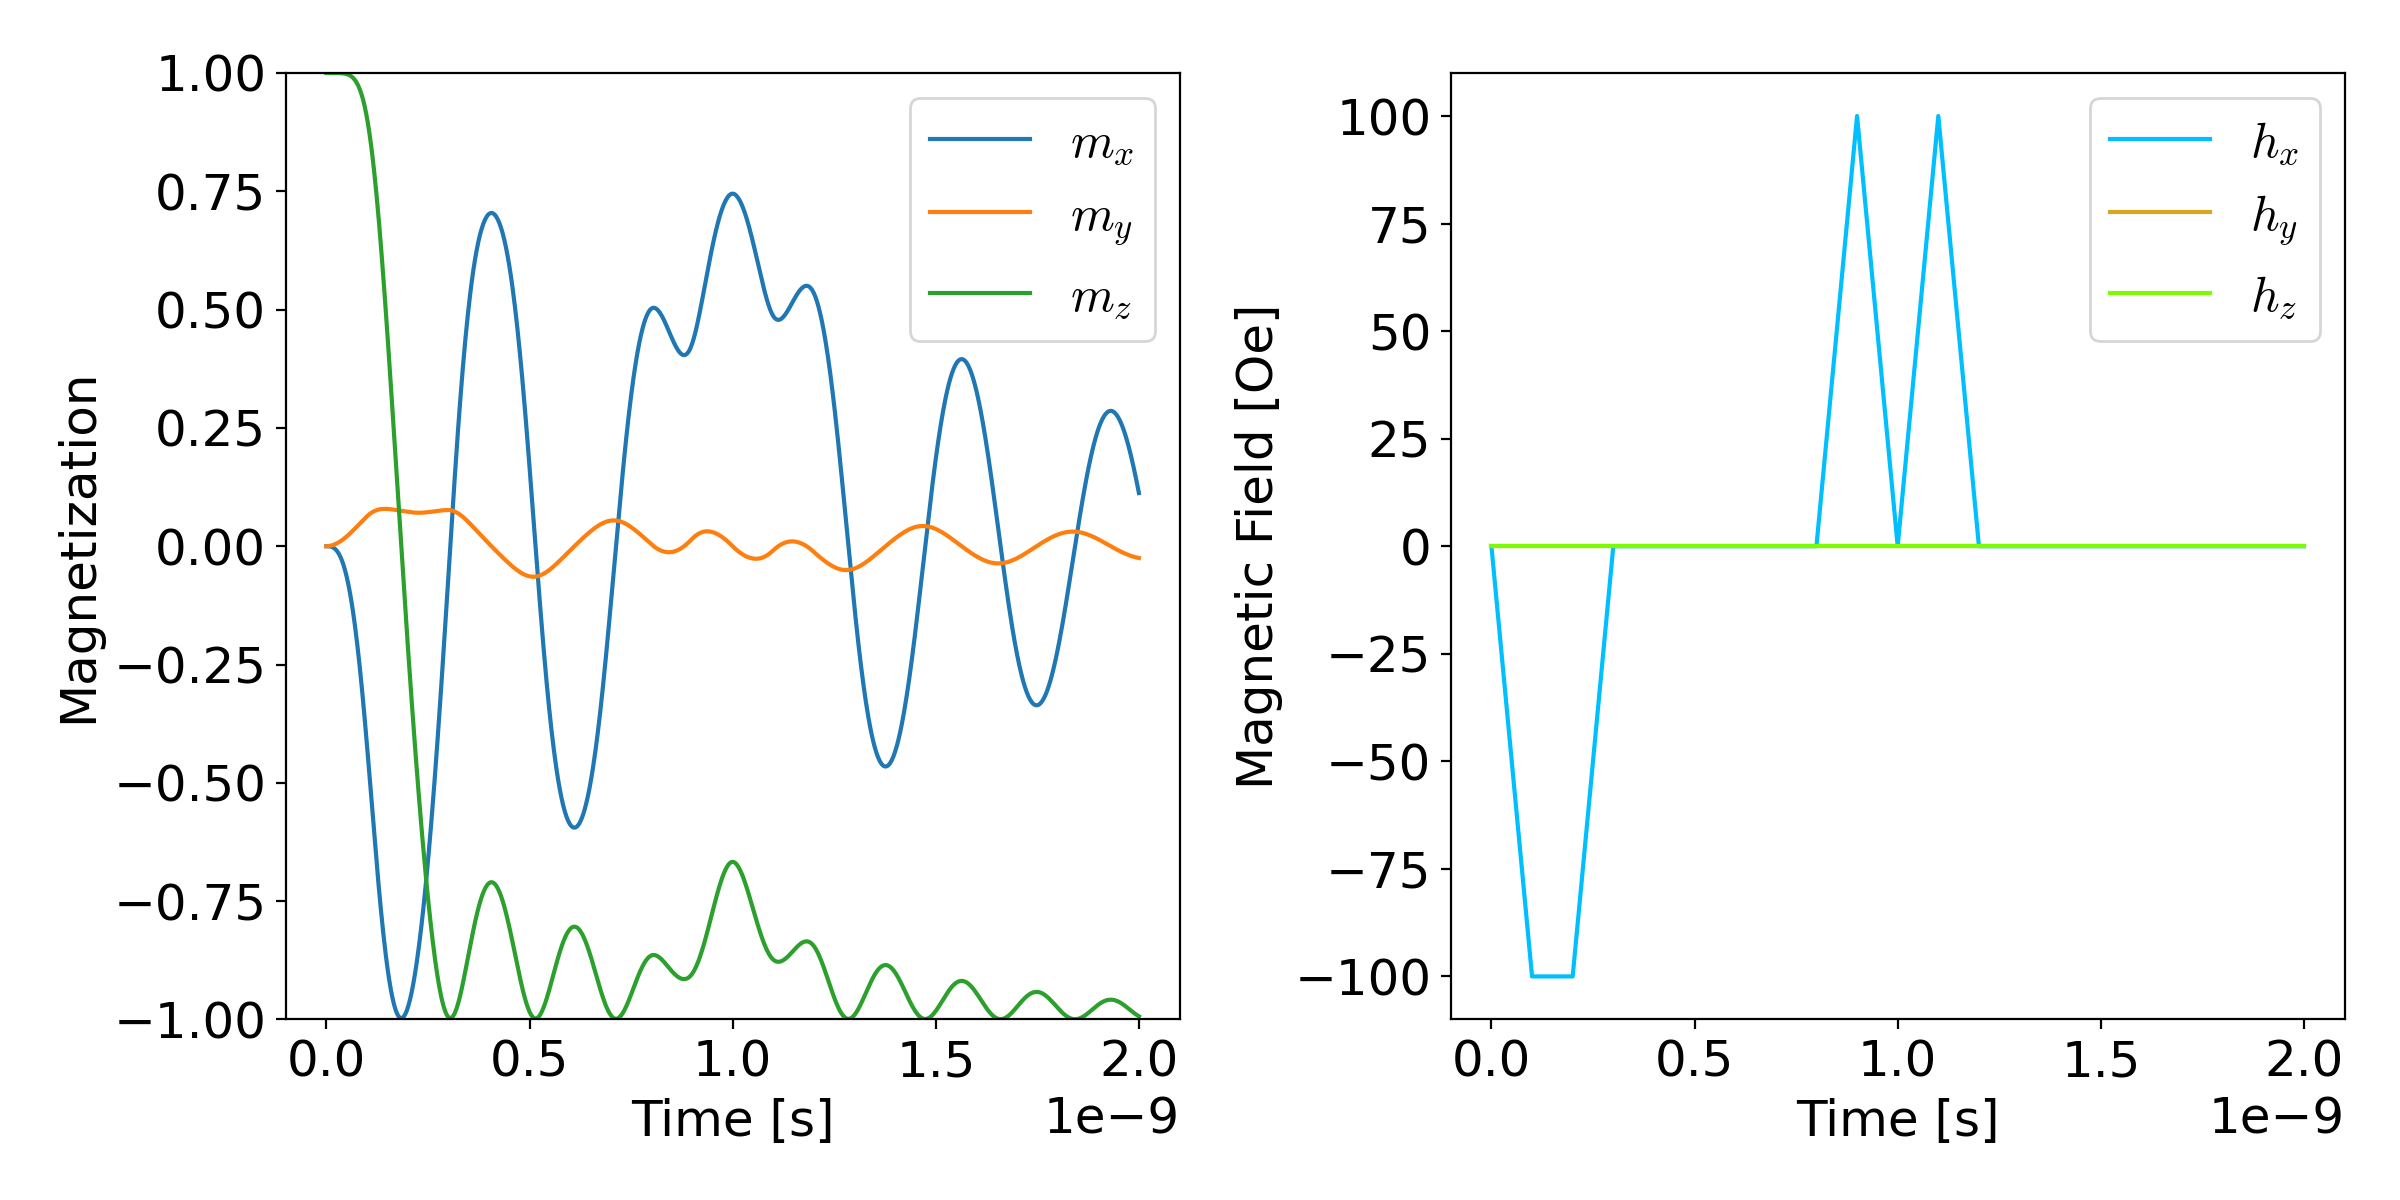 Magnetization
1.00
0.75
0.50
0.25
0.00
−0.25
−0.50
−0.75
−1.00
0.0 0.5 1.0 1.5 2.0
Time [s]
1e−9
m_x
m_y
m_z
Magnetic Field [Oe]
100
75
50
25
0
−25
−50
−75
−100
0.0 0.5 1.0 1.5 2.0
Time [s]
1e−9
h_x
h_y
h_z